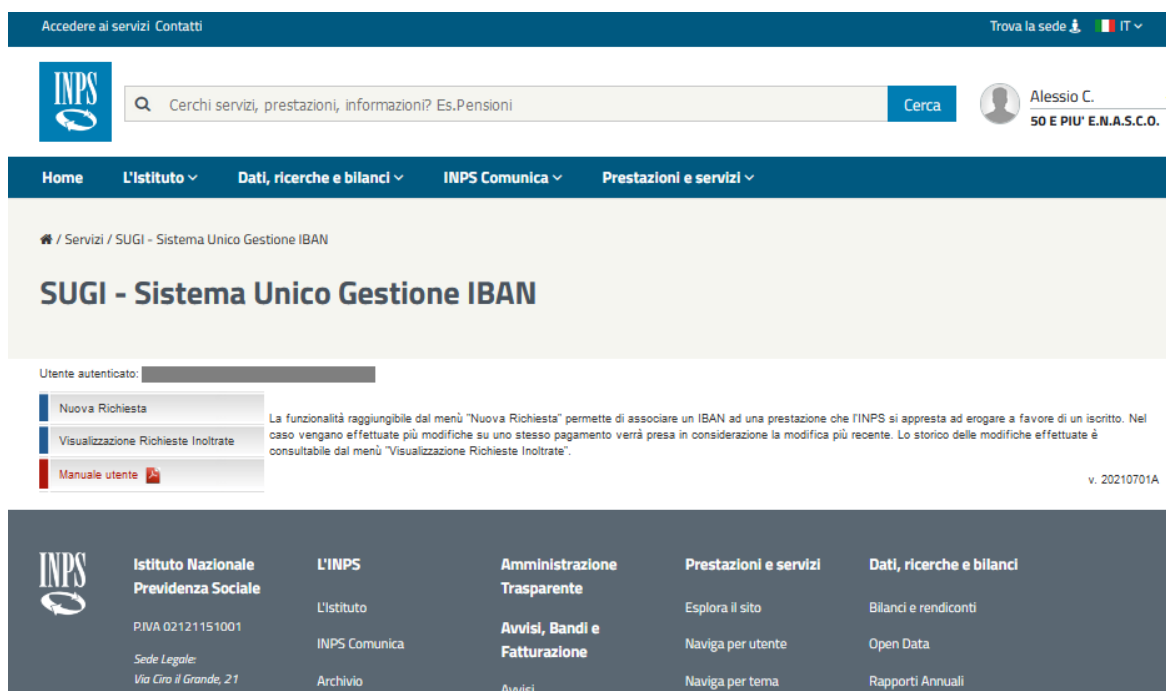 Accedere ai servizi Contatti
Trova la sede IT
INPS
Cerchi servizi, prestazioni, informazioni? Es.Pensioni
Cerca
Alessio C.
50 E PIU' E.N.A.S.C.O.
Home L'Istituto Dati, ricerche e bilanci INPS Comunica Prestazioni e servizi
/ Servizi / SUGI - Sistema Unico Gestione IBAN
SUGI - Sistema Unico Gestione IBAN
Utente autenticato:
Nuova Richiesta
Visualizzazione Richieste Inoltrate
Manuale utente
La funzionalità raggiungibile dal menù "Nuova Richiesta" permette di associare un IBAN ad una prestazione che l'INPS si appresta ad erogare a favore di un iscritto. Nel
caso vengano effettuate più modifiche su uno stesso pagamento verrà presa in considerazione la modifica più recente. Lo storico delle modifiche effettuate è
consultabile dal menù "Visualizzazione Richieste Inoltrate".
v. 20210701A
INPS
Istituto Nazionale
Previdenza Sociale
P.IVA 02121151001
Sede Legale:
Via Ciro il Grande, 21
L'INPS
L'Istituto
INPS Comunica
Archivio
Amministrazione
Trasparente
Avvisi, Bandi e
Fatturazione
Avvisi
Prestazioni e servizi
Esplora il sito
Naviga per utente
Naviga per tema
Dati, ricerche e bilanci
Bilanci e rendiconti
Open Data
Rapporti Annuali